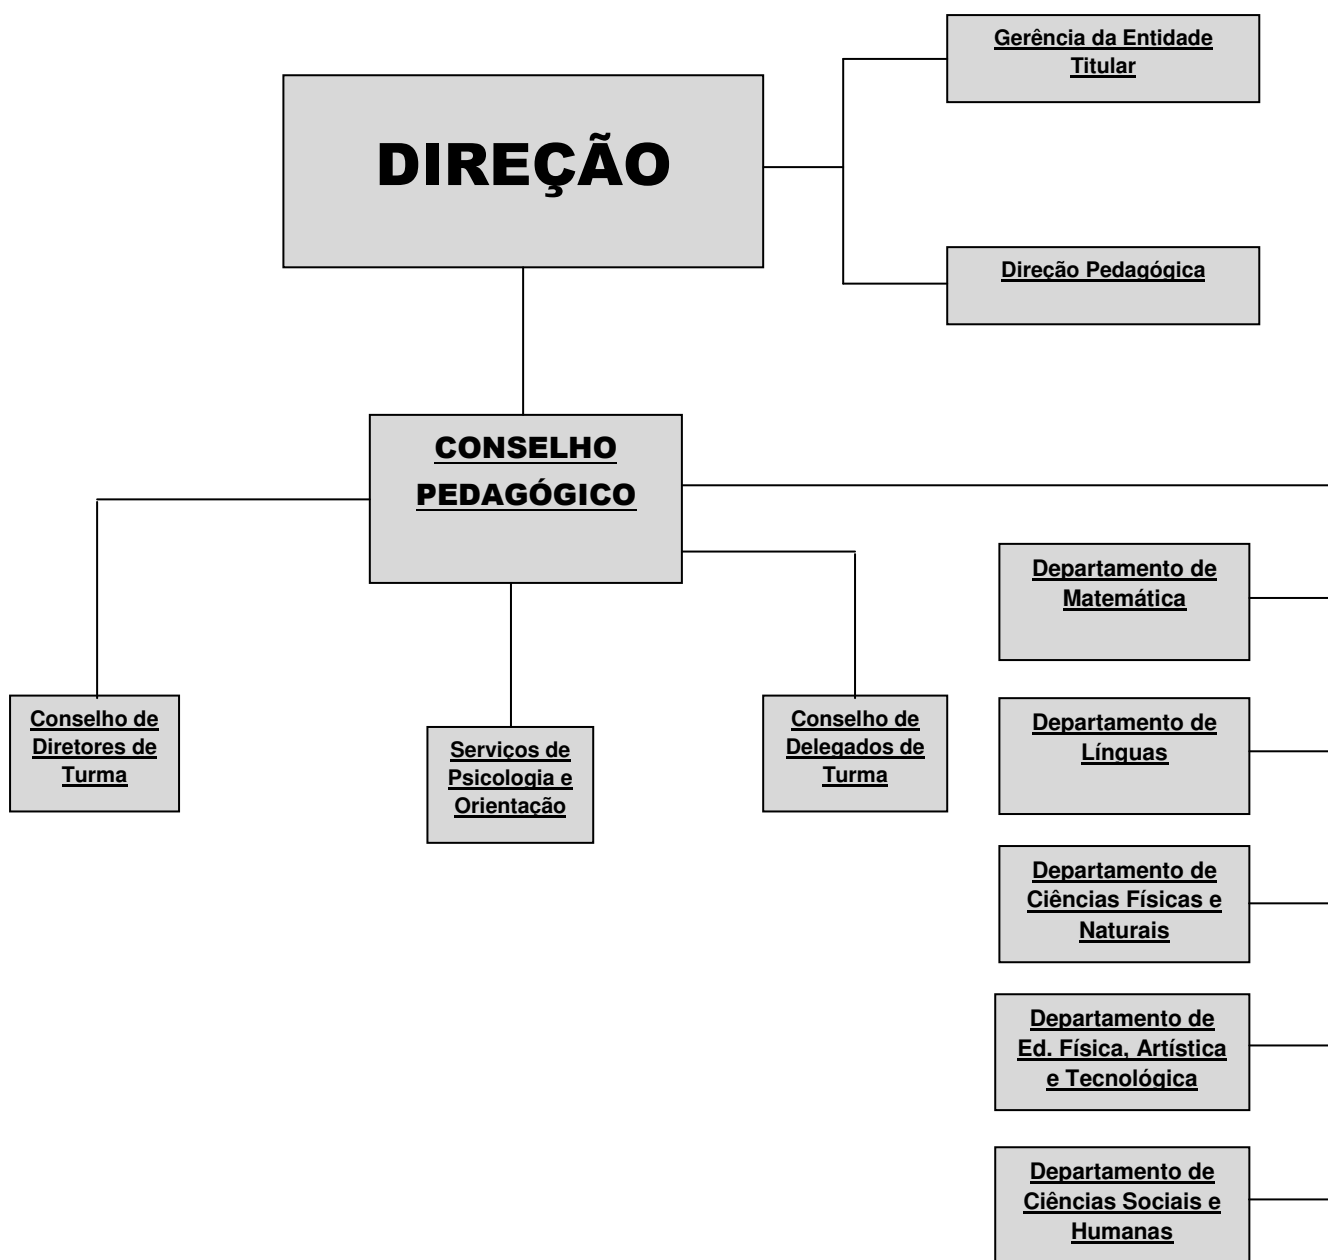 Gerência da Entidade
Titular
DIREÇÃO
Direção Pedagógica
CONSELHO
PEDAGÓGICO
Departamento de
Matemática
Conselho de
Diretores de
Turma
Serviços de
Psicologia e
Orientação
Conselho de
Delegados de
Turma
Departamento de
Línguas
Departamento de
Ciências Físicas e
Naturais
Departamento de
Ed. Física, Artística
e Tecnológica
Departamento de
Ciências Sociais e
Humanas